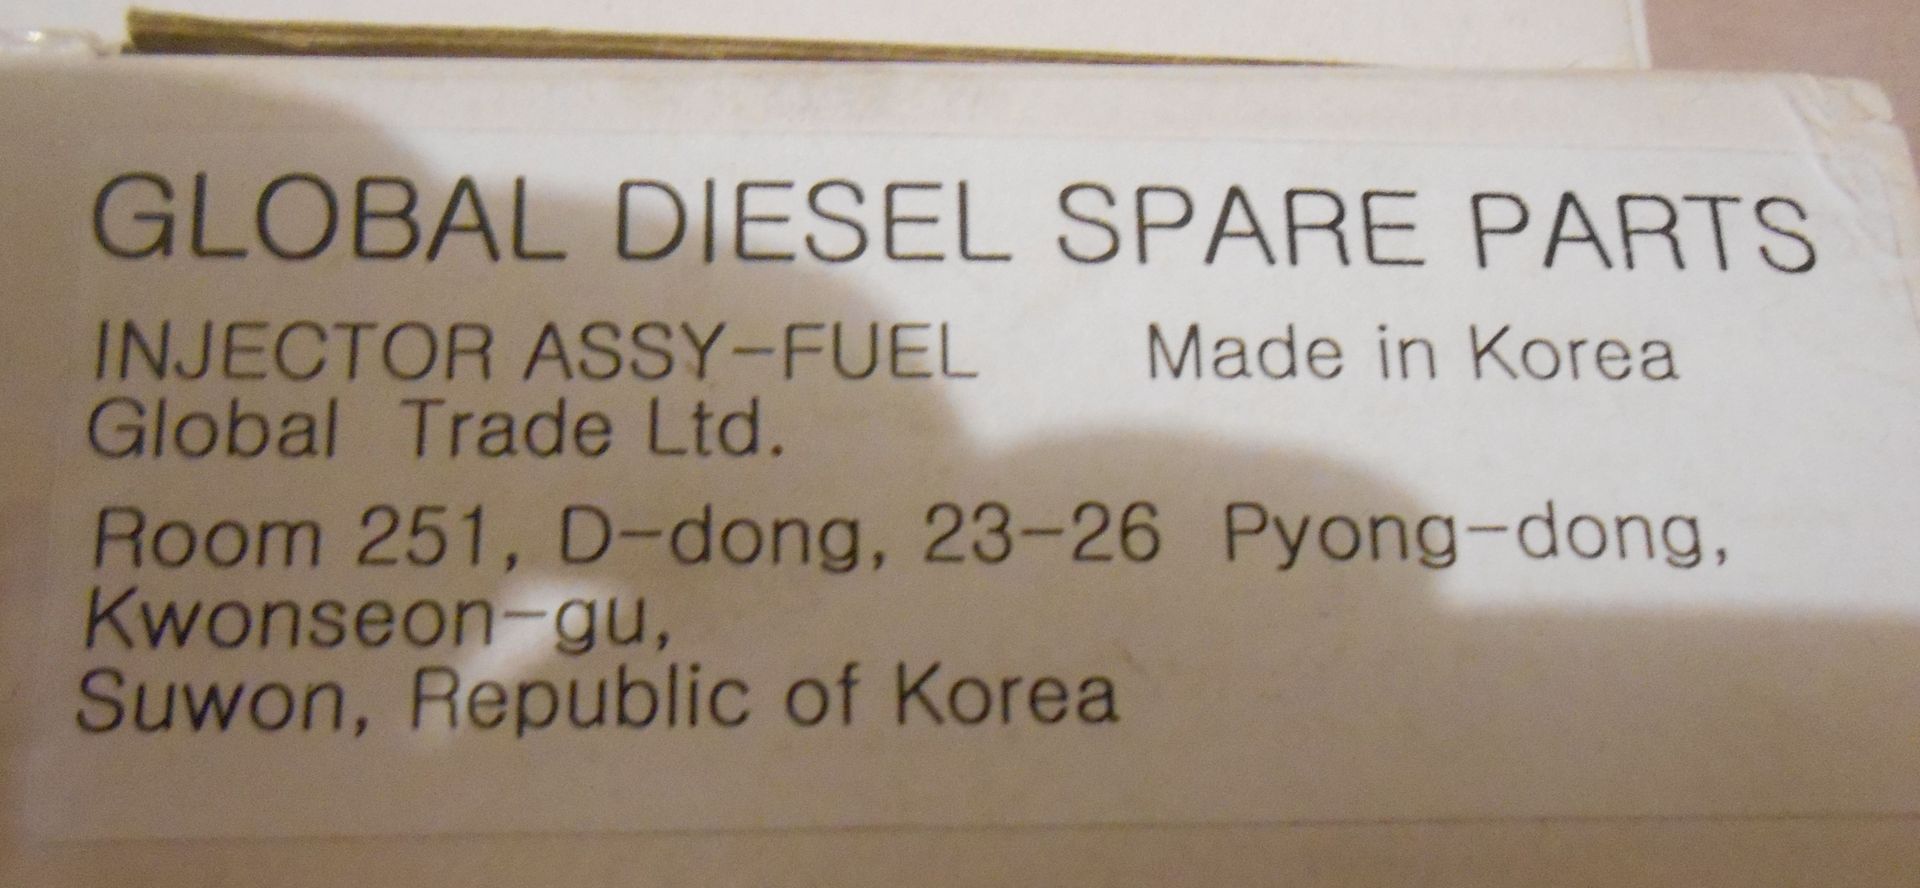 GLOBAL DIESEL SPARE PARTS
INJECTOR ASSY-FUEL Made in Korea
Global Trade Ltd.
Room 251, D-dong, 23-26 Pyong-dong,
Kwonseon-gu,
Suwon, Republic of Korea